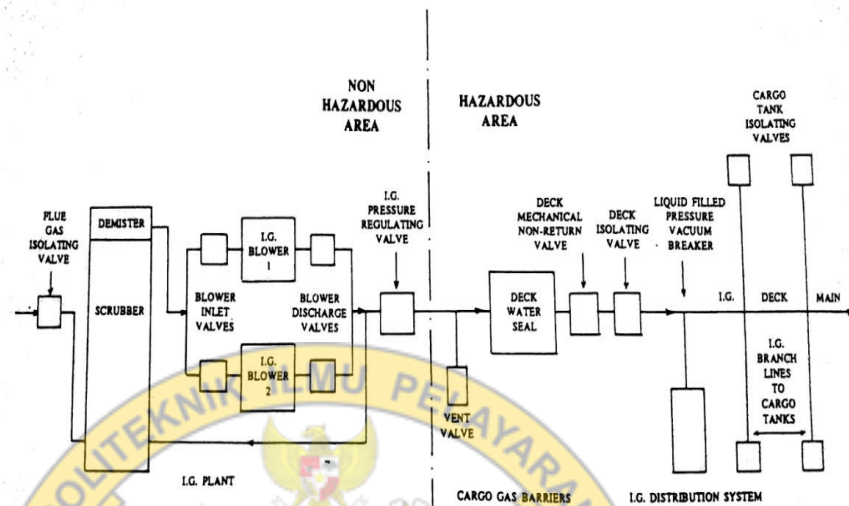 NON
HAZARDOUS
AREA
HAZARDOUS
AREA
CARGO
TANK
ISOLATING
VALVES
FLUE
GAS
ISOLATING
VALVE
DEMISTER
SCRUBBER
BLOWER
INLET
VALVES
I.G.
BLOWER
1
I.G.
BLOWER
2
BLOWER
DISCHARGE
VALVES
I.G.
PRESSURE
REGULATING
VALVE
VENT
VALVE
DECK
WATER
SEAL
DECK
MECHANICAL
NON-RETURN
VALVE
DECK
ISOLATING
VALVE
LIQUID FILLED
PRESSURE
VACUUM
BREAKER
I.G. DECK MAIN
I.G.
BRANCH
LINES
TO
CARGO
TANKS
I.G. PLANT
CARGO GAS BARRIERS
I.G. DISTRIBUTION SYSTEM
POLITEKNIK ILMU PELAYARAN